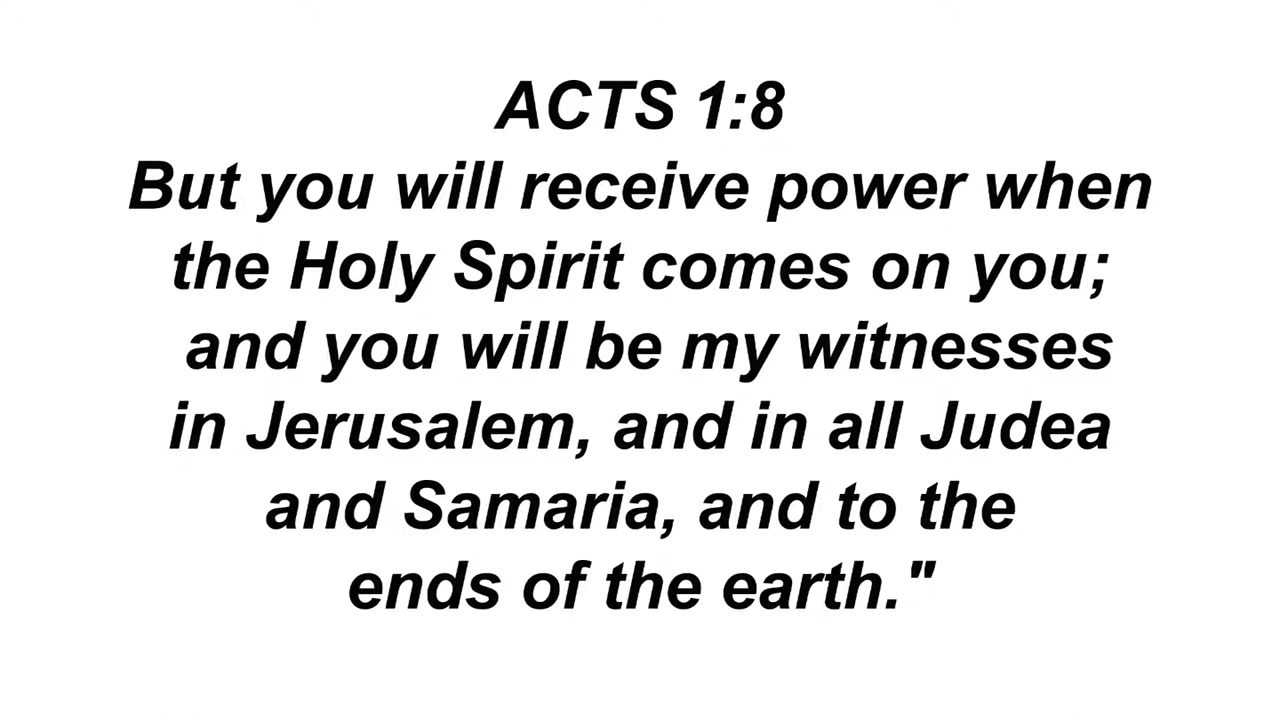 ACTS 1:8
But you will receive power when
the Holy Spirit comes on you;
and you will be my witnesses
in Jerusalem, and in all Judea
and Samaria, and to the
ends of the earth."